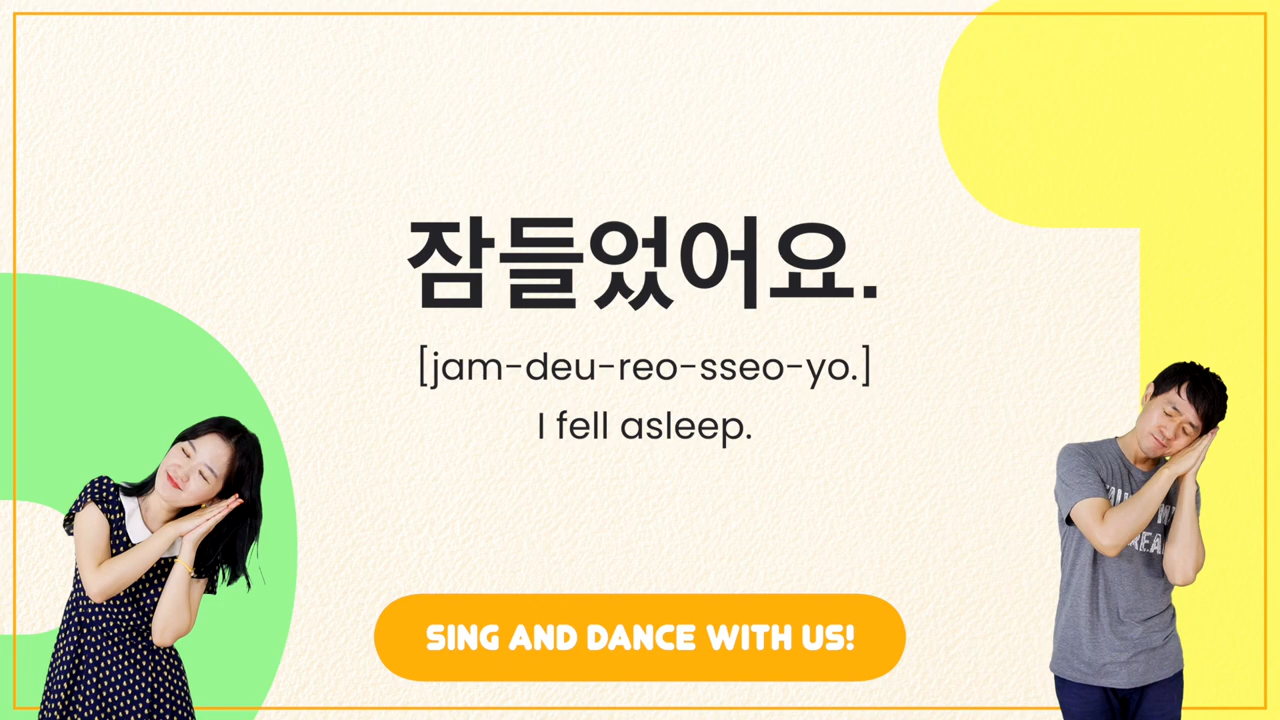 잠들었어요.
[jam-deu-reo-sseo-yo.]
I fell asleep.
SING AND DANCE WITH US!